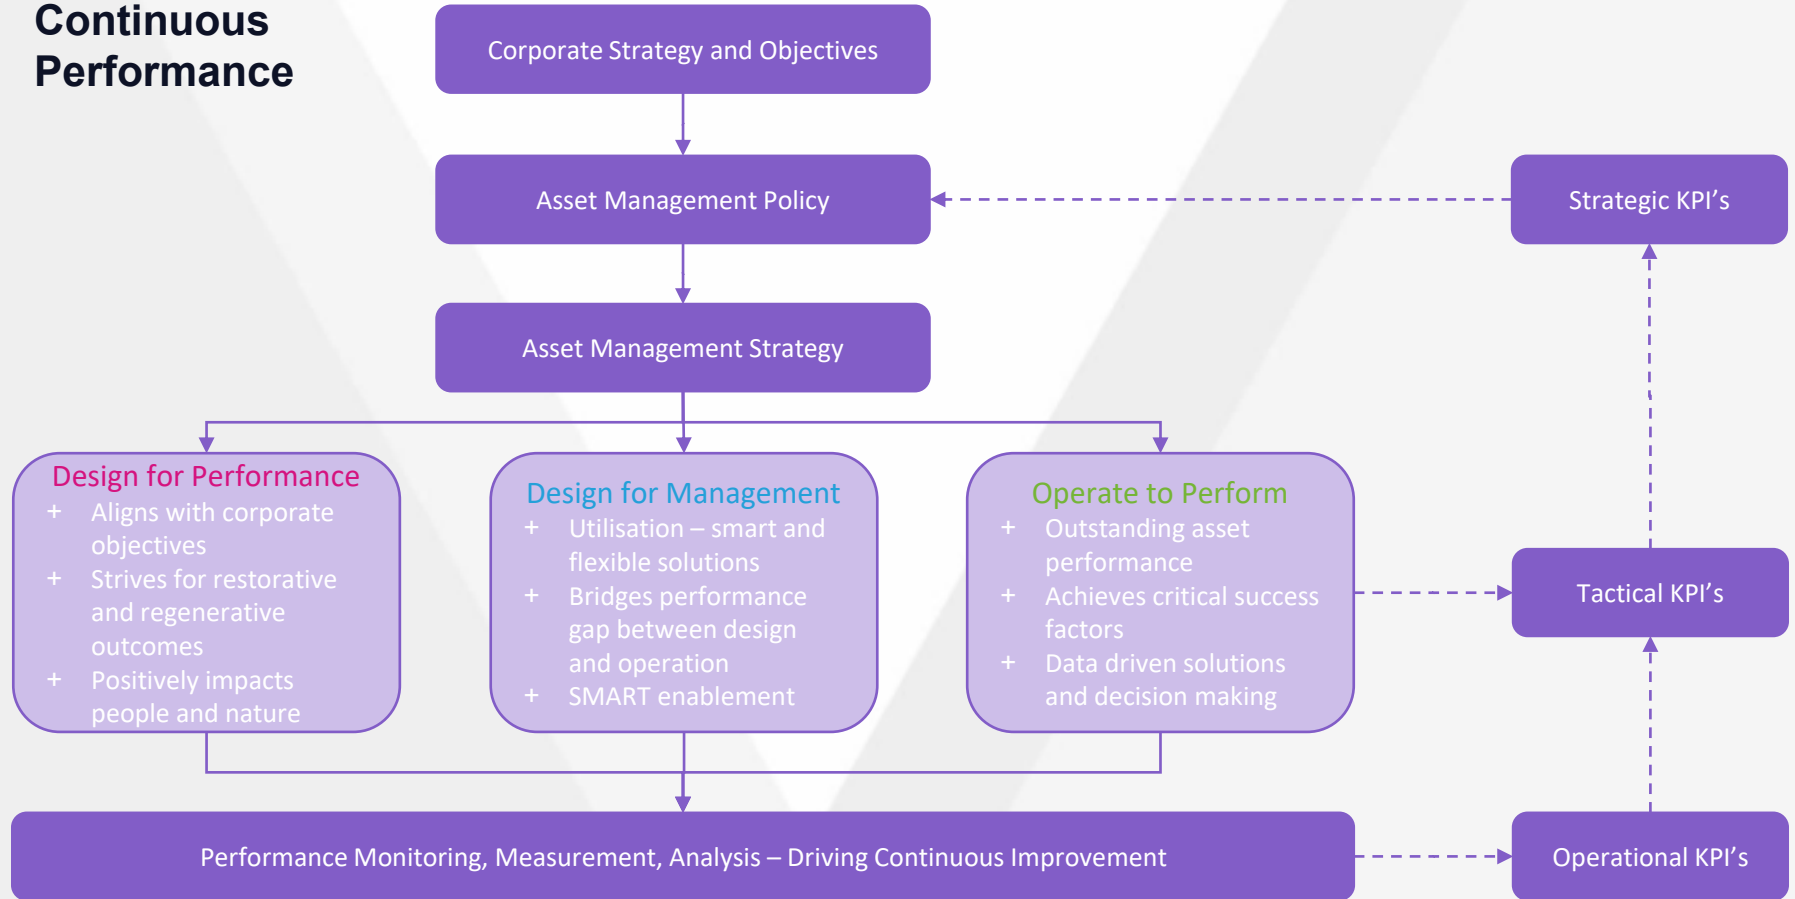 Continuous
Performance
Corporate Strategy and Objectives
Asset Management Policy
Strategic KPI's
Asset Management Strategy
Design for Performance
+ Aligns with corporate
objectives
+ Strives for restorative
and regenerative
outcomes
+ Positively impacts
people and nature
Design for Management
+ Utilisation – smart and
flexible solutions
+ Bridges performance
gap between design
and operation
+ SMART enablement
Operate to Perform
+ Outstanding asset
performance
+ Achieves critical success
factors
+ Data driven solutions
and decision making
Tactical KPI's
Performance Monitoring, Measurement, Analysis – Driving Continuous Improvement
Operational KPI's